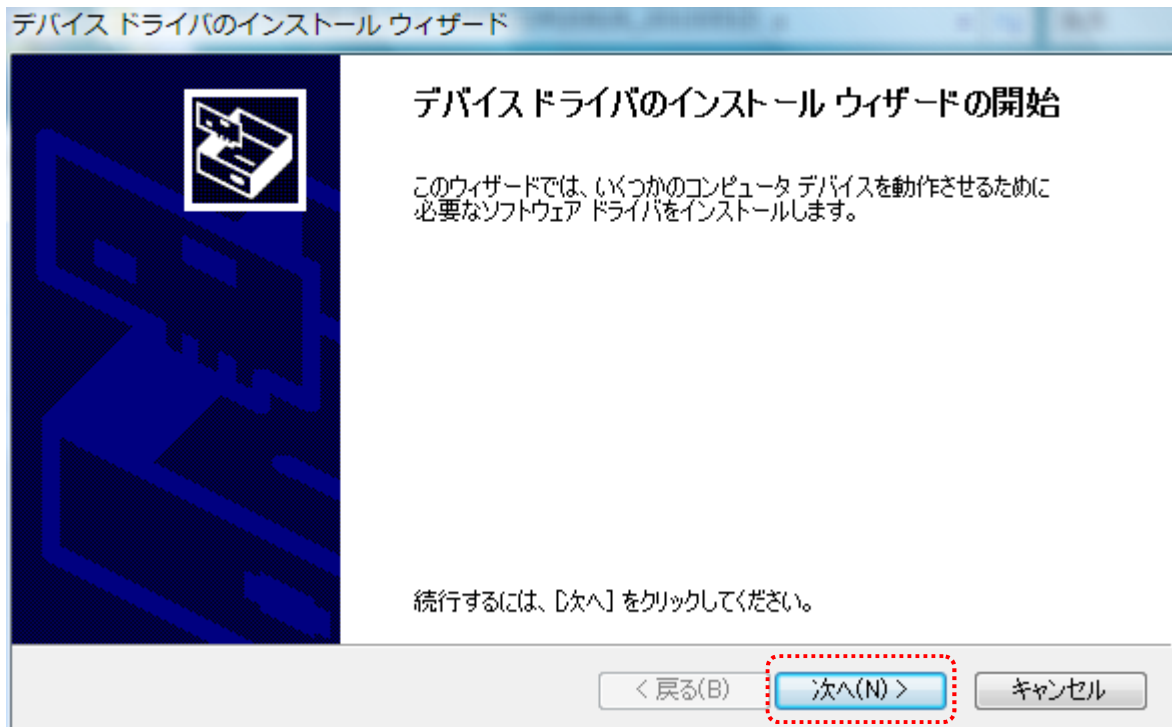 デバイス ドライバのインストール ウィザード
デバイス ドライバのインストール ウィザードの開始
このウィザードでは、いくつかのコンピュータ デバイスを動作させるために
必要なソフトウェア ドライバをインストールします。
続行するには、[次へ] をクリックしてください。
< 戻る(B)
次へ(N) >
キャンセル